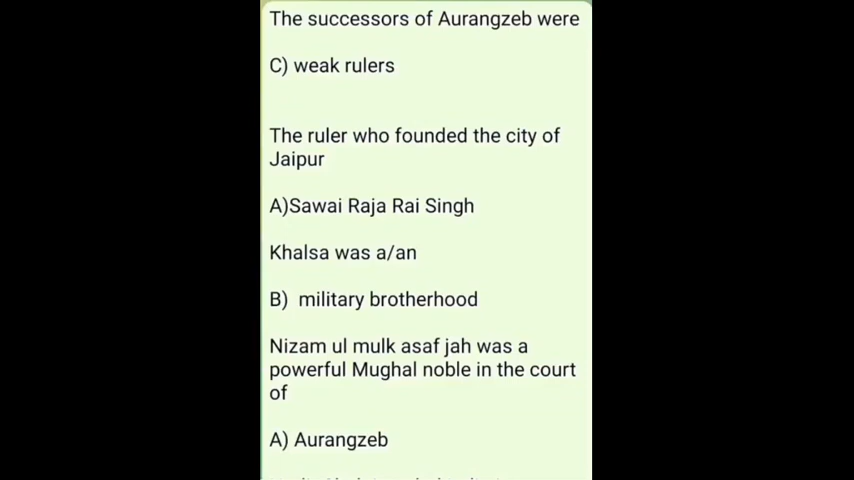 The successors of Aurangzeb were
C) weak rulers
The ruler who founded the city of
Jaipur
A)Sawai Raja Rai Singh
Khalsa was a/an
B) military brotherhood
Nizam ul mulk asaf jah was a
powerful Mughal noble in the court
of
A) Aurangzeb